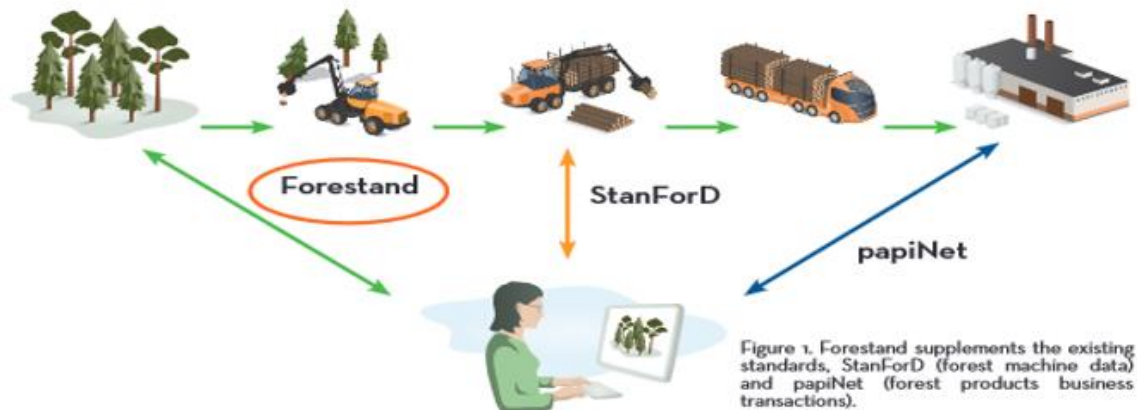 Forestand
StanForD
papiNet
Figure 1. Forestand supplements the existing
standards, StanForD (forest machine data)
and papiNet (forest products business
transactions).